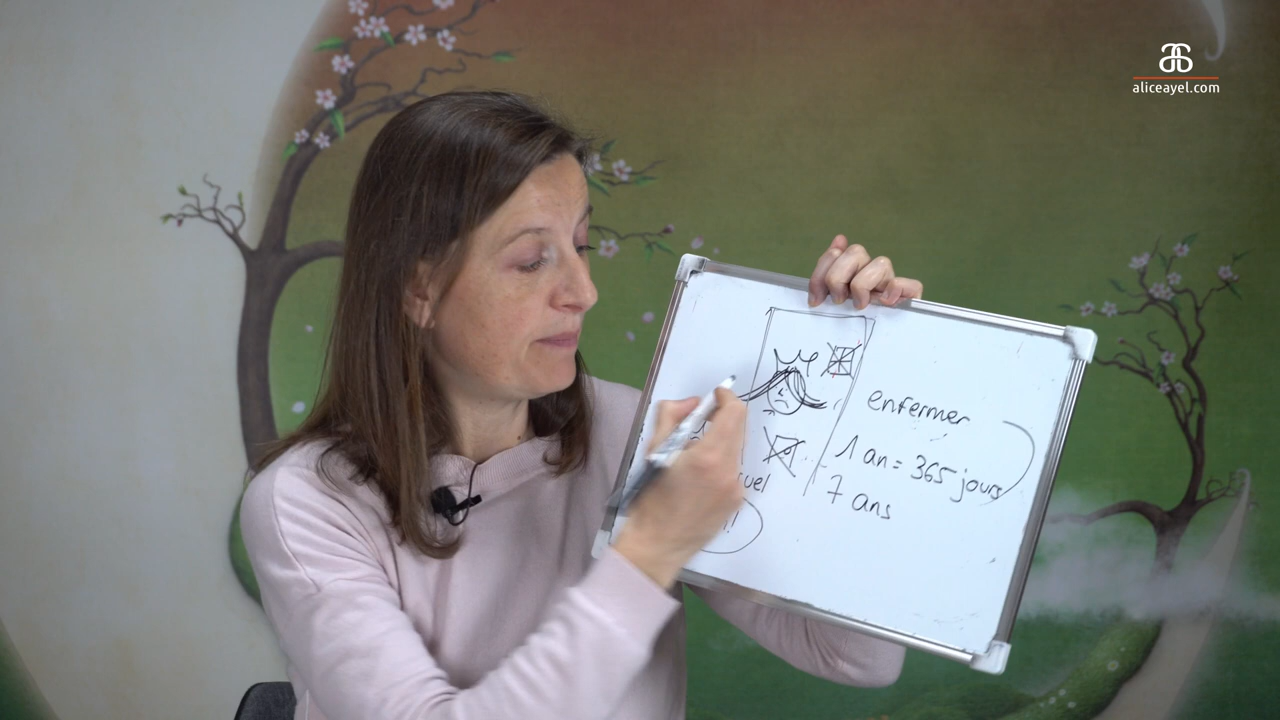 aliceayel.com
enfermer
1 an = 365 jours
7 ans